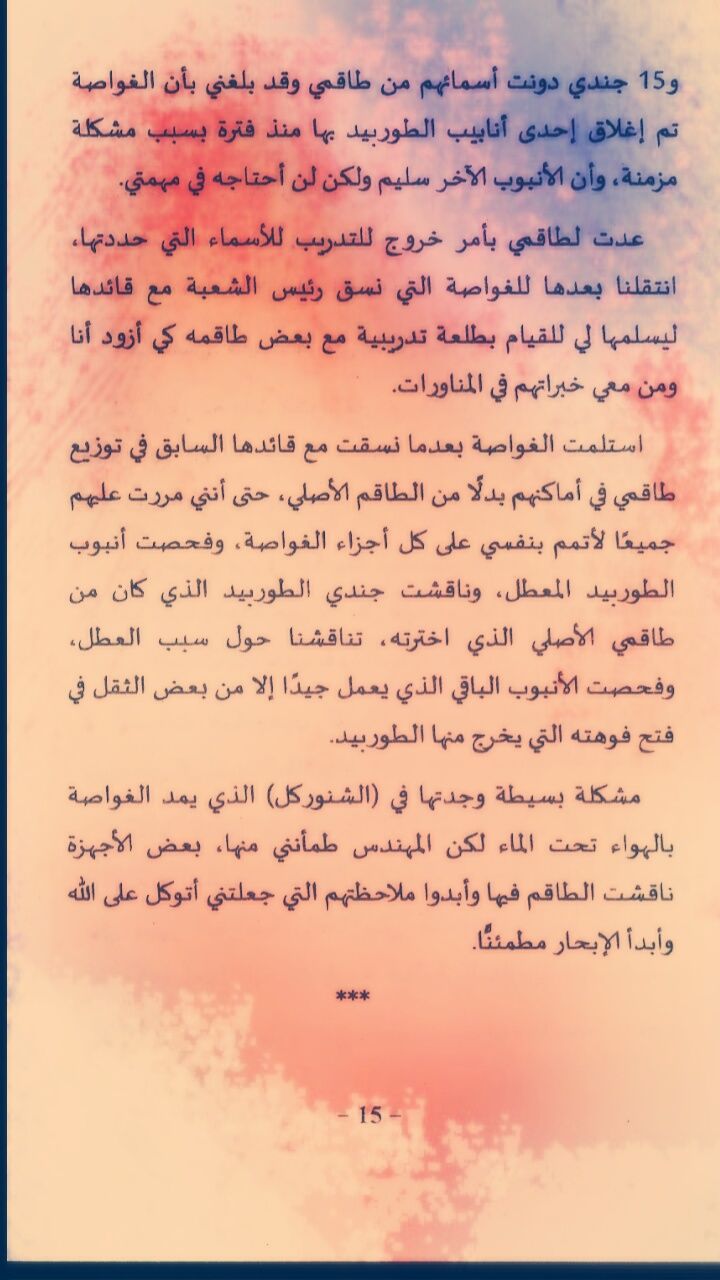 و15 جندي دونت أسمائهم من طاقمي وقد بلغني بأن الغواصة
تم إغلاق إحدى أنابيب الطوربيد بها منذ فترة بسبب مشكلة
مزمنة، وأن الأنبوب الآخر سليم ولكن لن أحتاجه في مهمتي.
عدت لطاقمي بأمر خروج للتدريب للأسماء التي حددتها،
انتقلنا بعدها للغواصة التي نسق رئيس الشعبة مع قائدها
ليسلمها لي للقيام بطلعة تدريبية مع بعض طاقمه كي أزود أنا
ومن معي خبراتهم في المناورات.
استلمت الغواصة بعدما نسقت مع قائدها السابق في توزيع
طاقمي في أماكنهم بدلًا من الطاقم الأصلي، حتى أنني مررت عليهم
جميعًا لأتمم بنفسي على كل أجزاء الغواصة، وفحصت أنبوب
الطوربيد المعطل، وناقشت جندي الطوربيد الذي كان من
طاقمي الأصلي الذي اخترته، تناقشنا حول سبب العطل،
وفحصت الأنبوب الباقي الذي يعمل جيدًا إلا من بعض الثقل في
فتح فوهته التي يخرج منها الطوربيد.
مشكلة بسيطة وجدتها في (الشنوركل) الذي يمد الغواصة
بالهواء تحت الماء لكن المهندس طمأنني منها، بعض الأجهزة
ناقشت الطاقم فيها وأبدوا ملاحظتهم التي جعلتني أتوكل على الله
وأبدأ الإبحار مطمئنًّا.
***
- 15 -